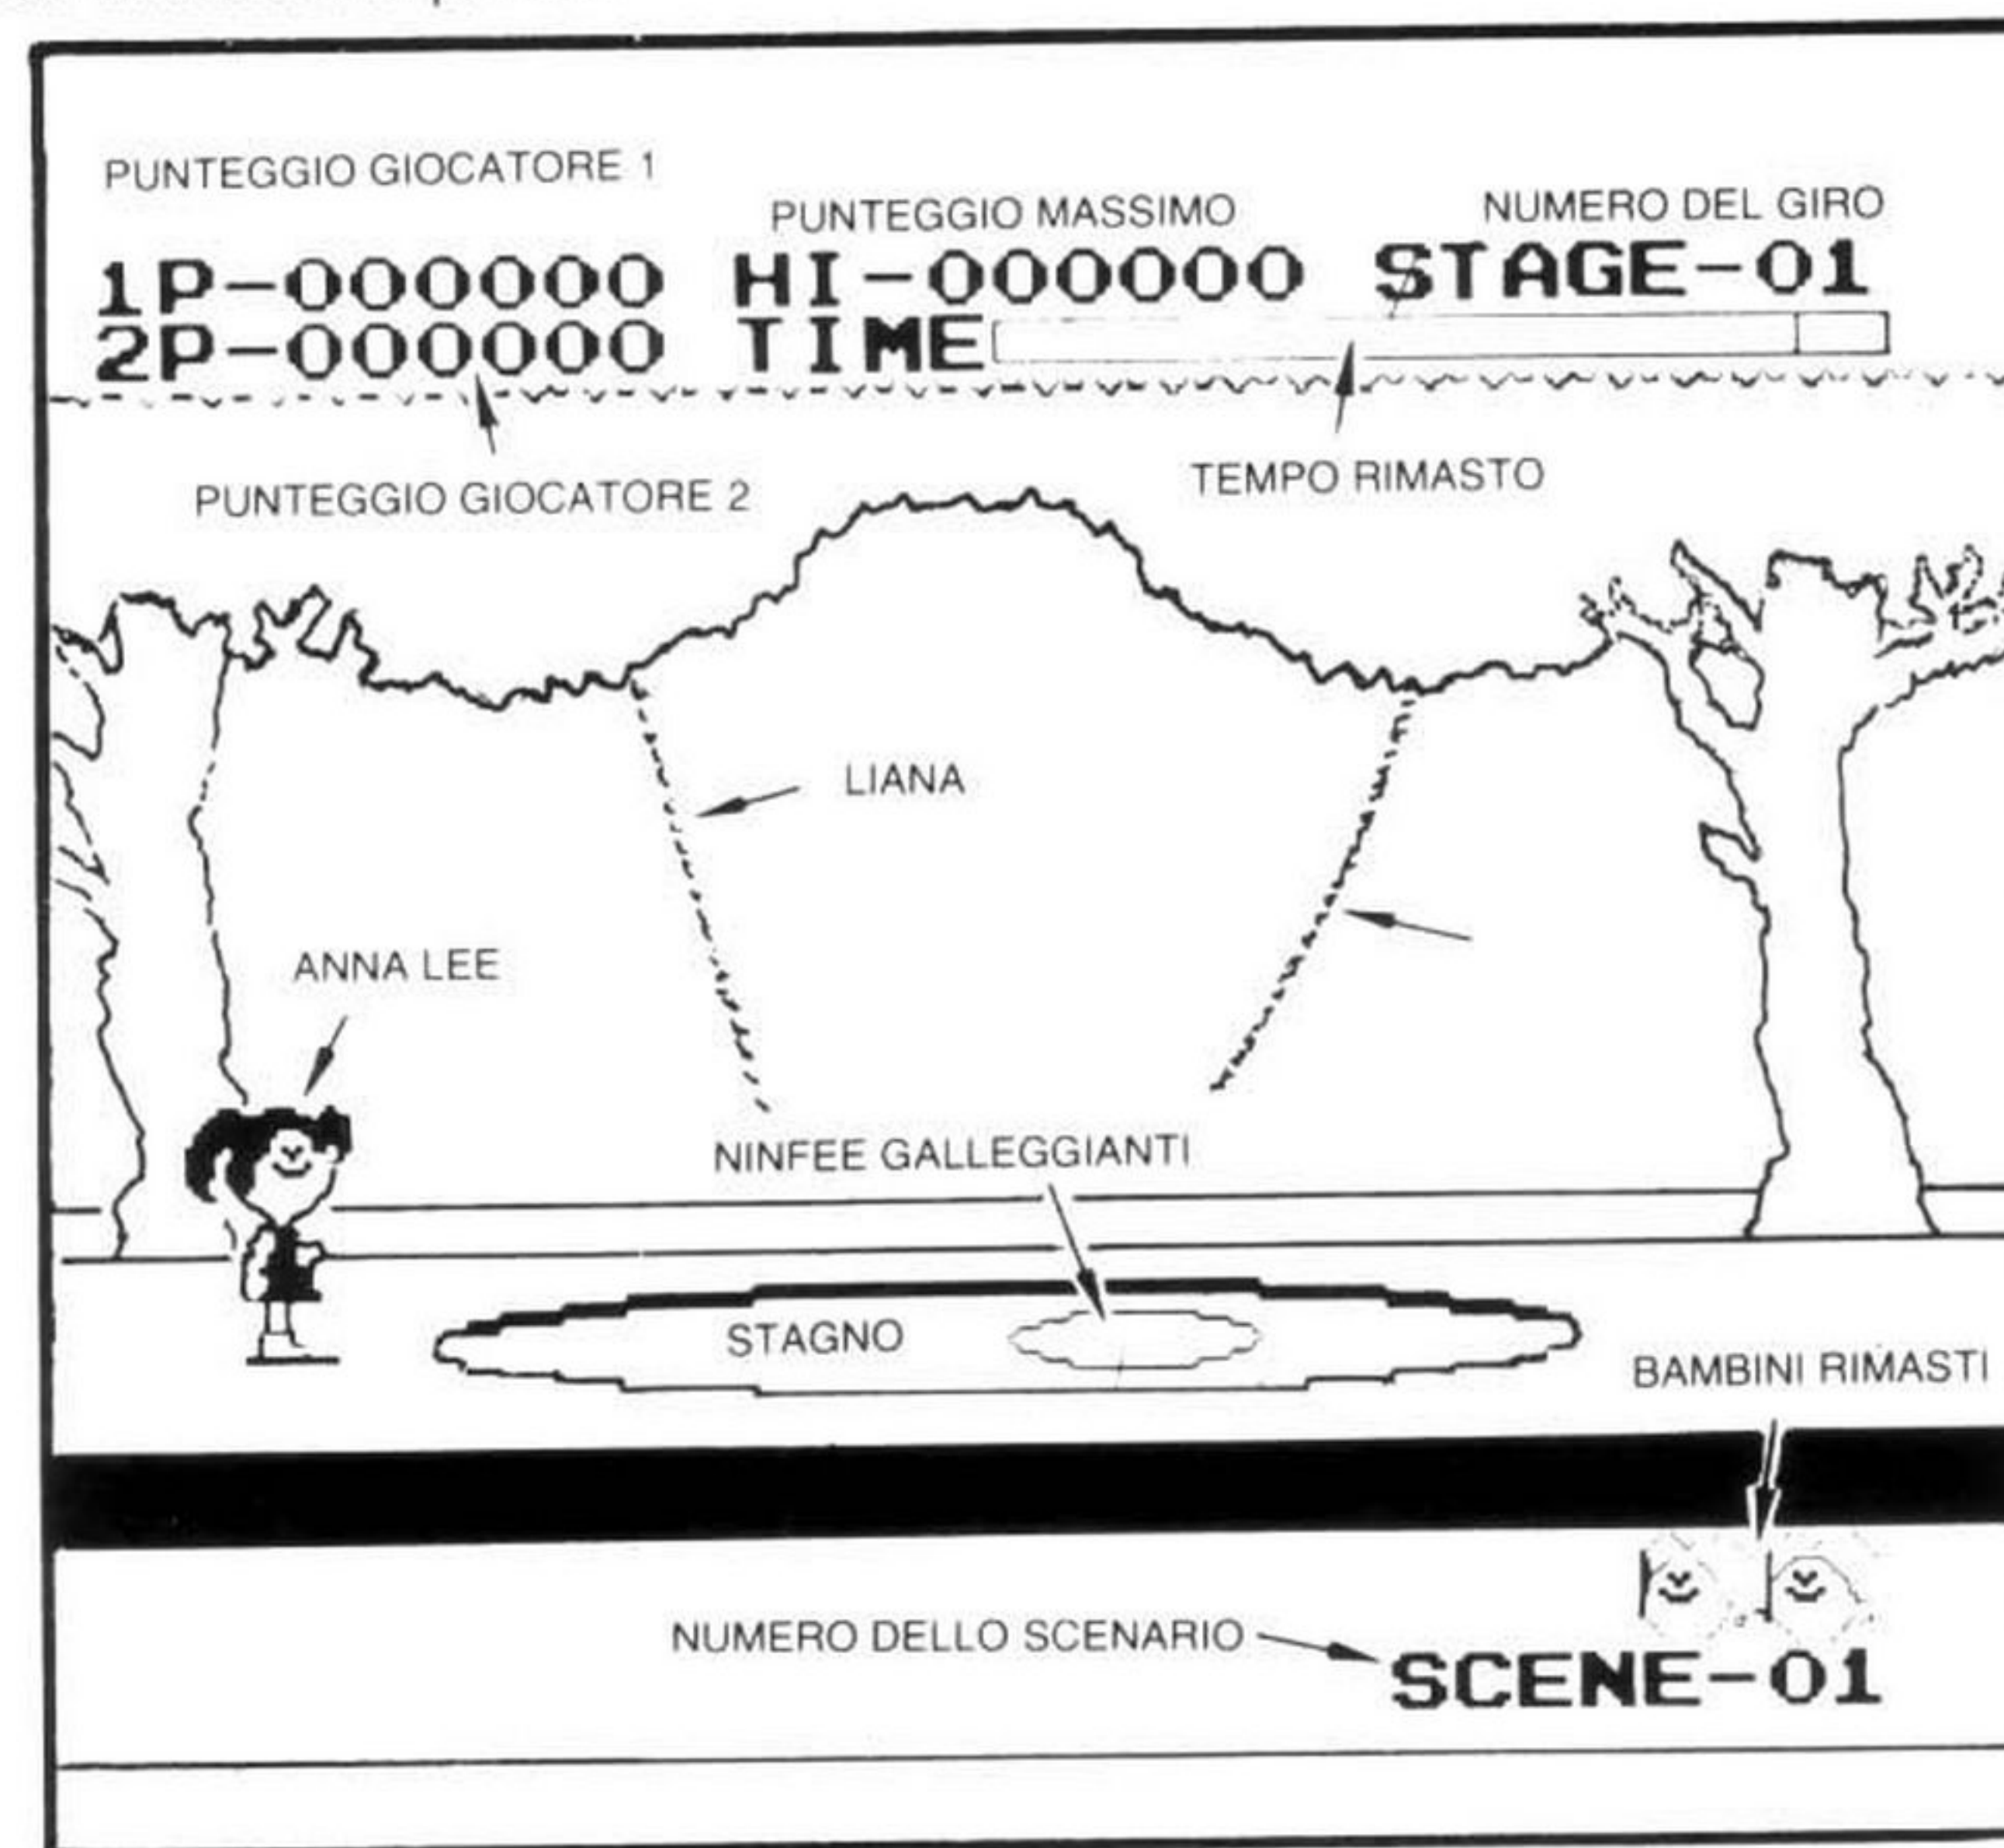 PUNTEGGIO GIOCATORE 1
PUNTEGGIO MASSIMO
NUMERO DEL GIRO
1P-000000 HI-000000 STAGE-01
2P-000000 TIME
PUNTEGGIO GIOCATORE 2
TEMPO RIMASTO
LIANA
ANNA LEE
NINFEE GALLEGGIANTI
STAGNO
BAMBINI RIMASTI
NUMERO DELLO SCENARIO
SCENE-01